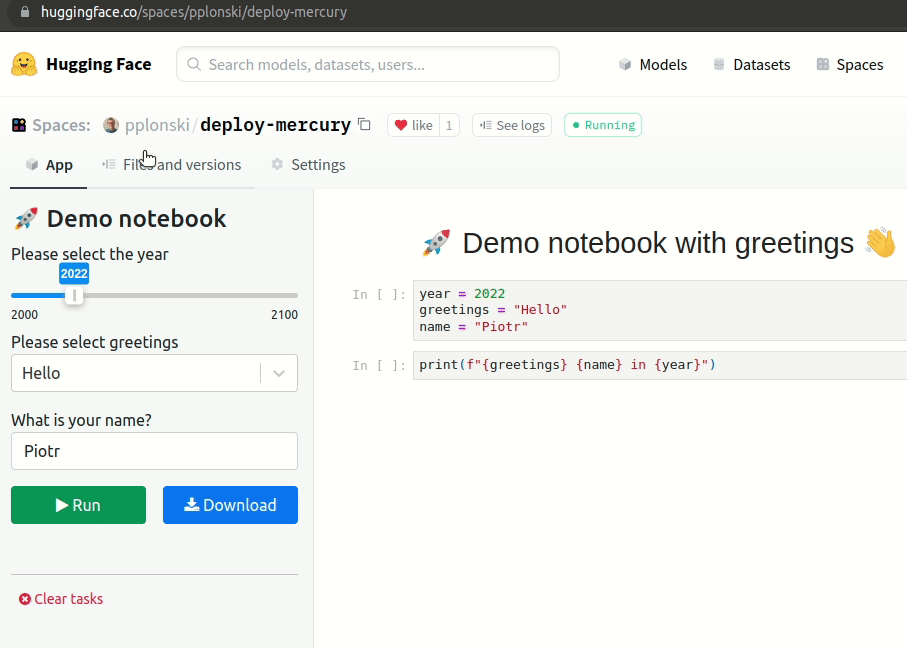 huggingface.co/spaces/pplonski/deploy-mercury
Hugging Face
Search models, datasets, users...
Models
Datasets
Spaces
Spaces:
pplonski/deploy-mercury
like
1
See logs
Running
App
Files and versions
Settings
Demo notebook
Please select the year
2022
2000
2100
Please select greetings
Hello
What is your name?
Piotr
Run
Download
Clear tasks
Demo notebook with greetings
In [ ]:
year = 2022
greetings = "Hello"
name = "Piotr"
In [ ]:
print(f"{greetings} {name} in {year}")